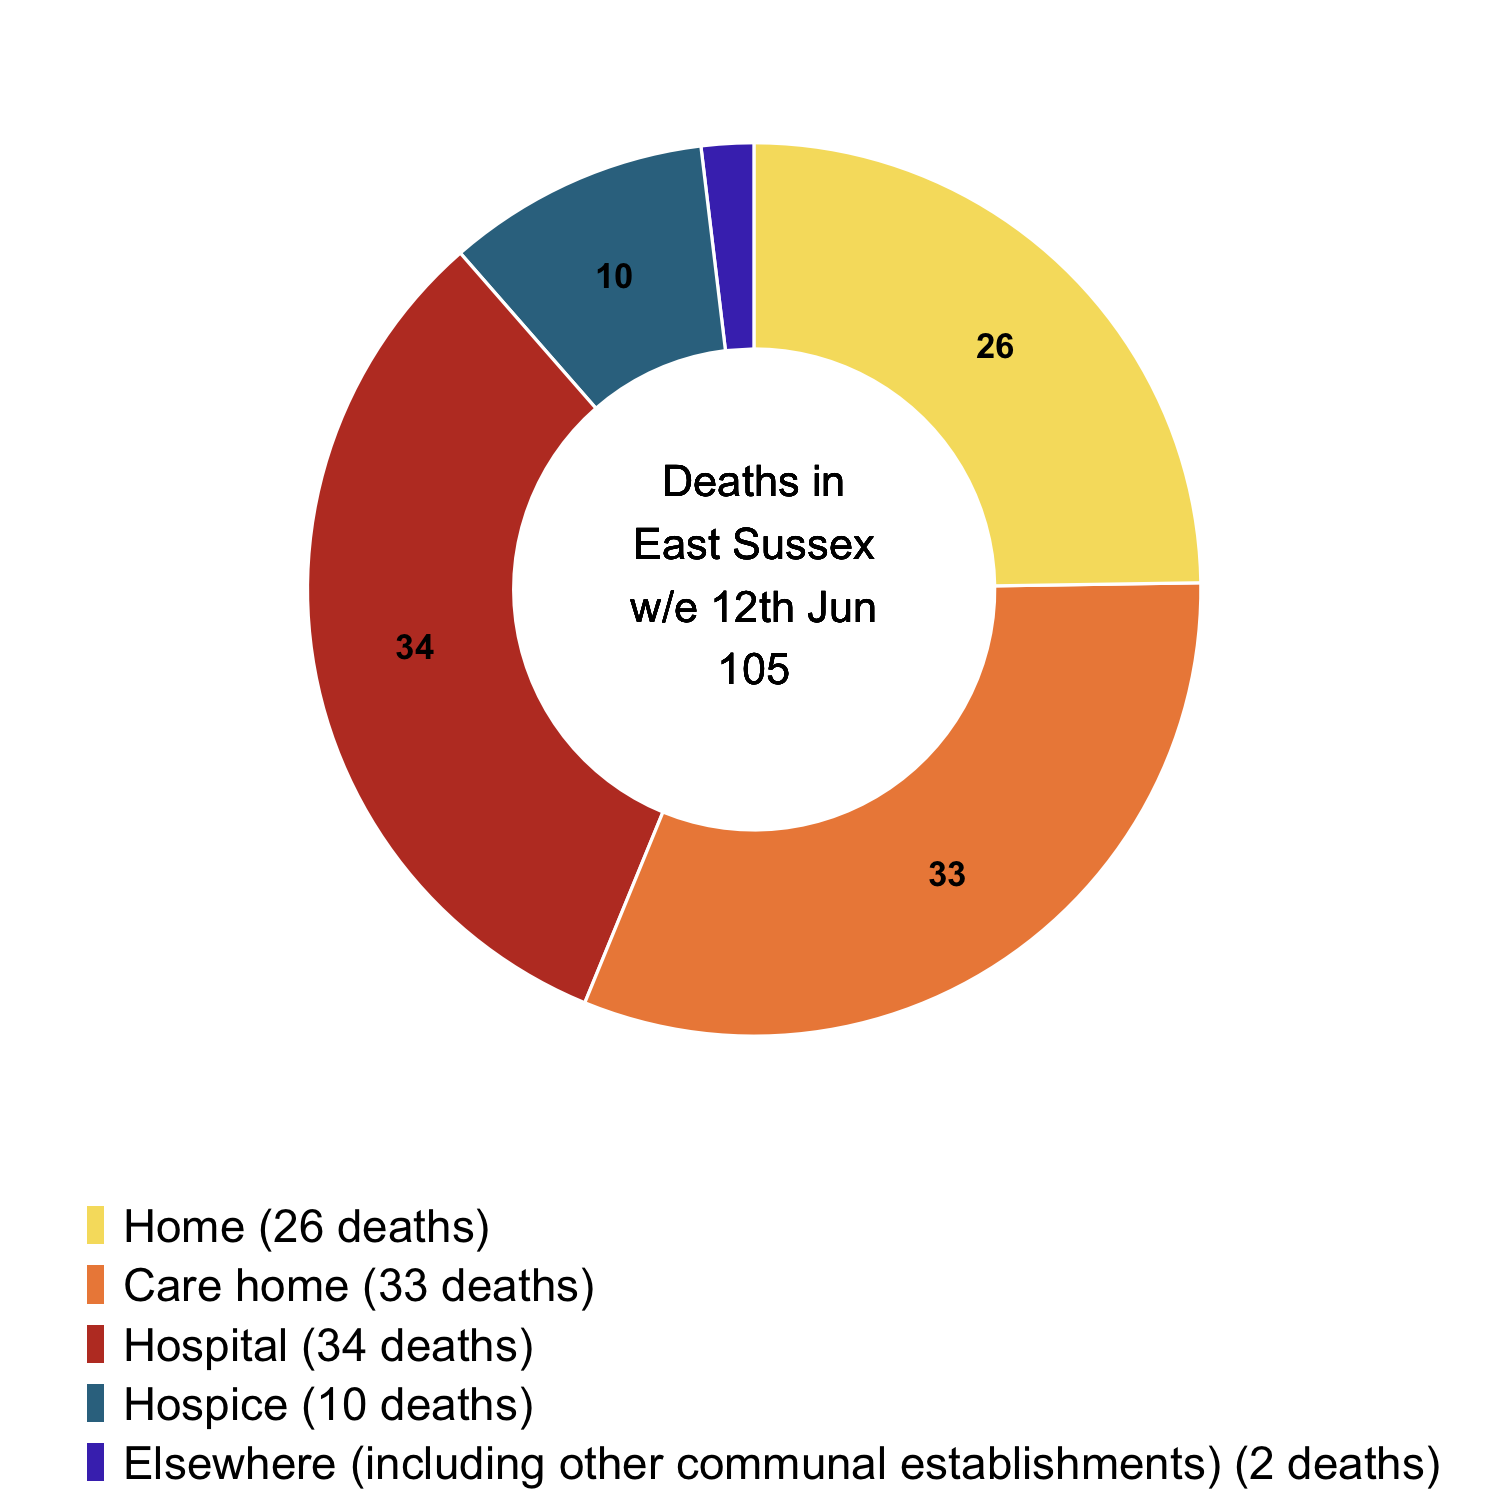 10
26
34
33
Deaths in
East Sussex
w/e 12th Jun
105
Home (26 deaths)
Care home (33 deaths)
Hospital (34 deaths)
Hospice (10 deaths)
Elsewhere (including other communal establishments) (2 deaths)